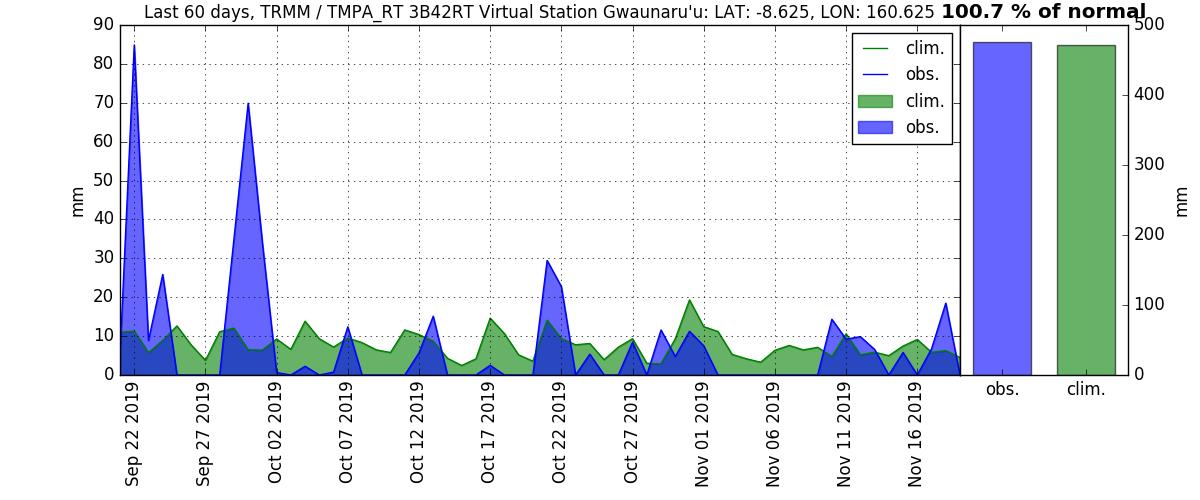 Last 60 days, TRMM / TMPA_RT 3B42RT Virtual Station Gwaunaru'u: LAT: -8.625, LON: 160.625 100.7 % of normal
90
80
70
60
50
40
30
20
10
0
mm
clim.
obs.
clim.
obs.
500
400
300
200
100
0
mm
obs.
clim.
Sep 22 2019
Sep 27 2019
Oct 02 2019
Oct 07 2019
Oct 12 2019
Oct 17 2019
Oct 22 2019
Oct 27 2019
Nov 01 2019
Nov 06 2019
Nov 11 2019
Nov 16 2019